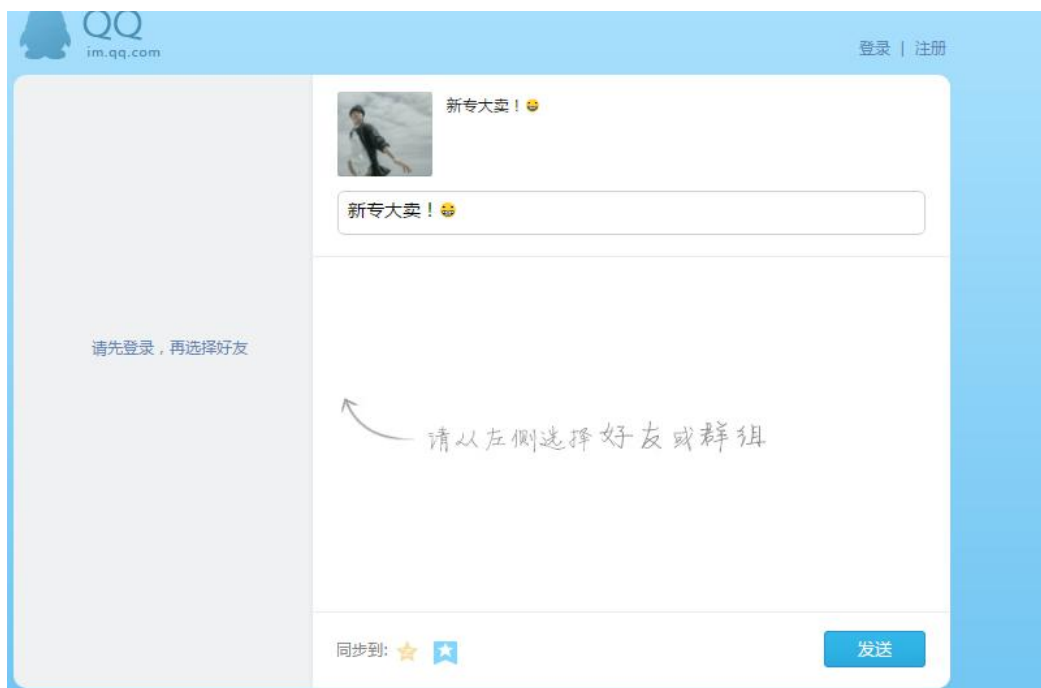 QQ
im.qq.com
登录 | 注册
新专大卖！😂
新专大卖！😂
请先登录，再选择好友
请从左侧选择好友或群组
同步到:
发送